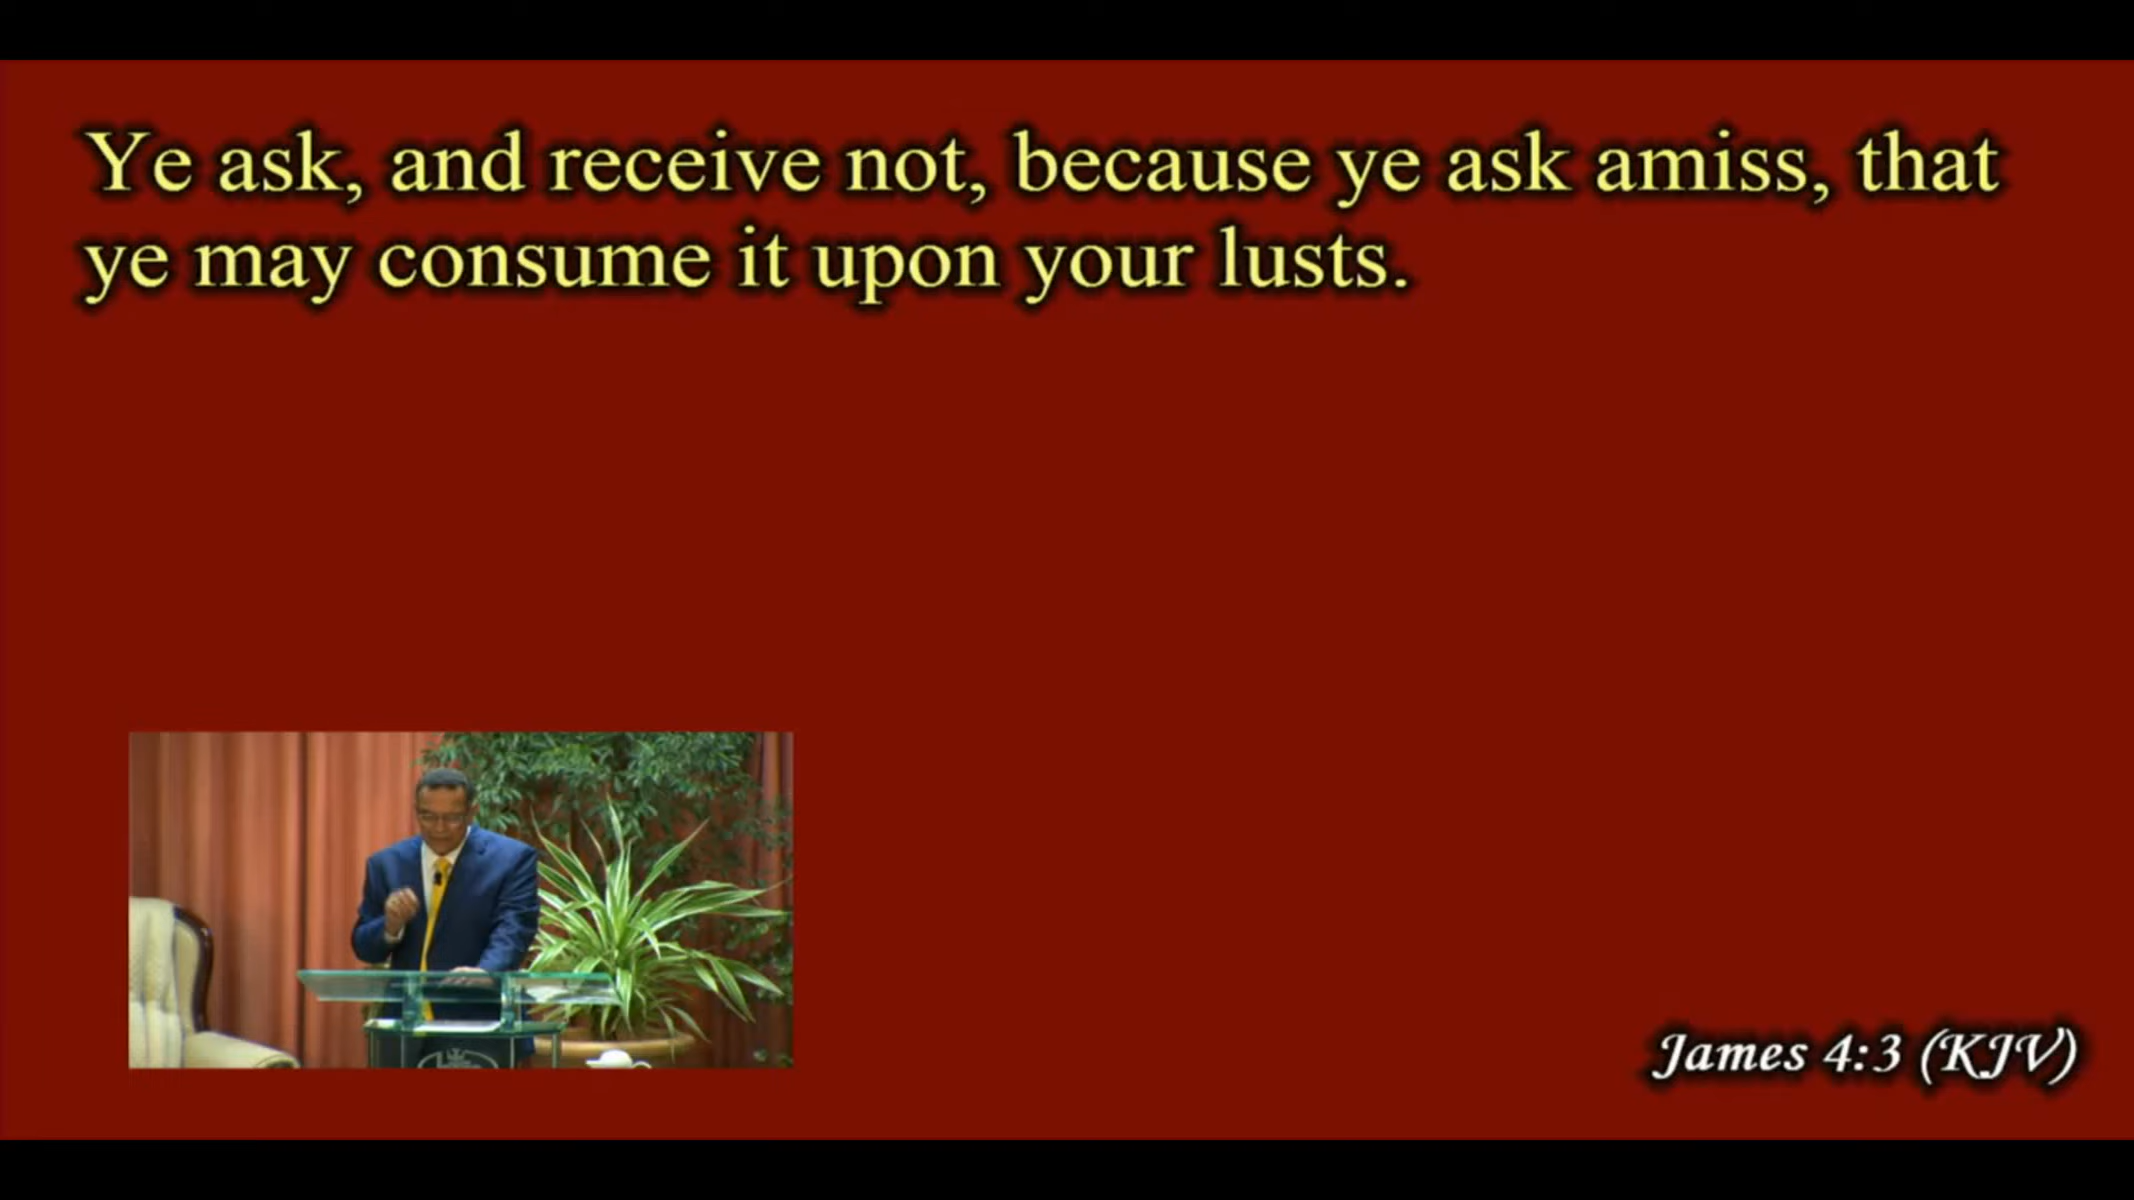 Ye ask, and receive not, because ye ask amiss, that
ye may consume it upon your lusts.
James 4:3 (KJV)